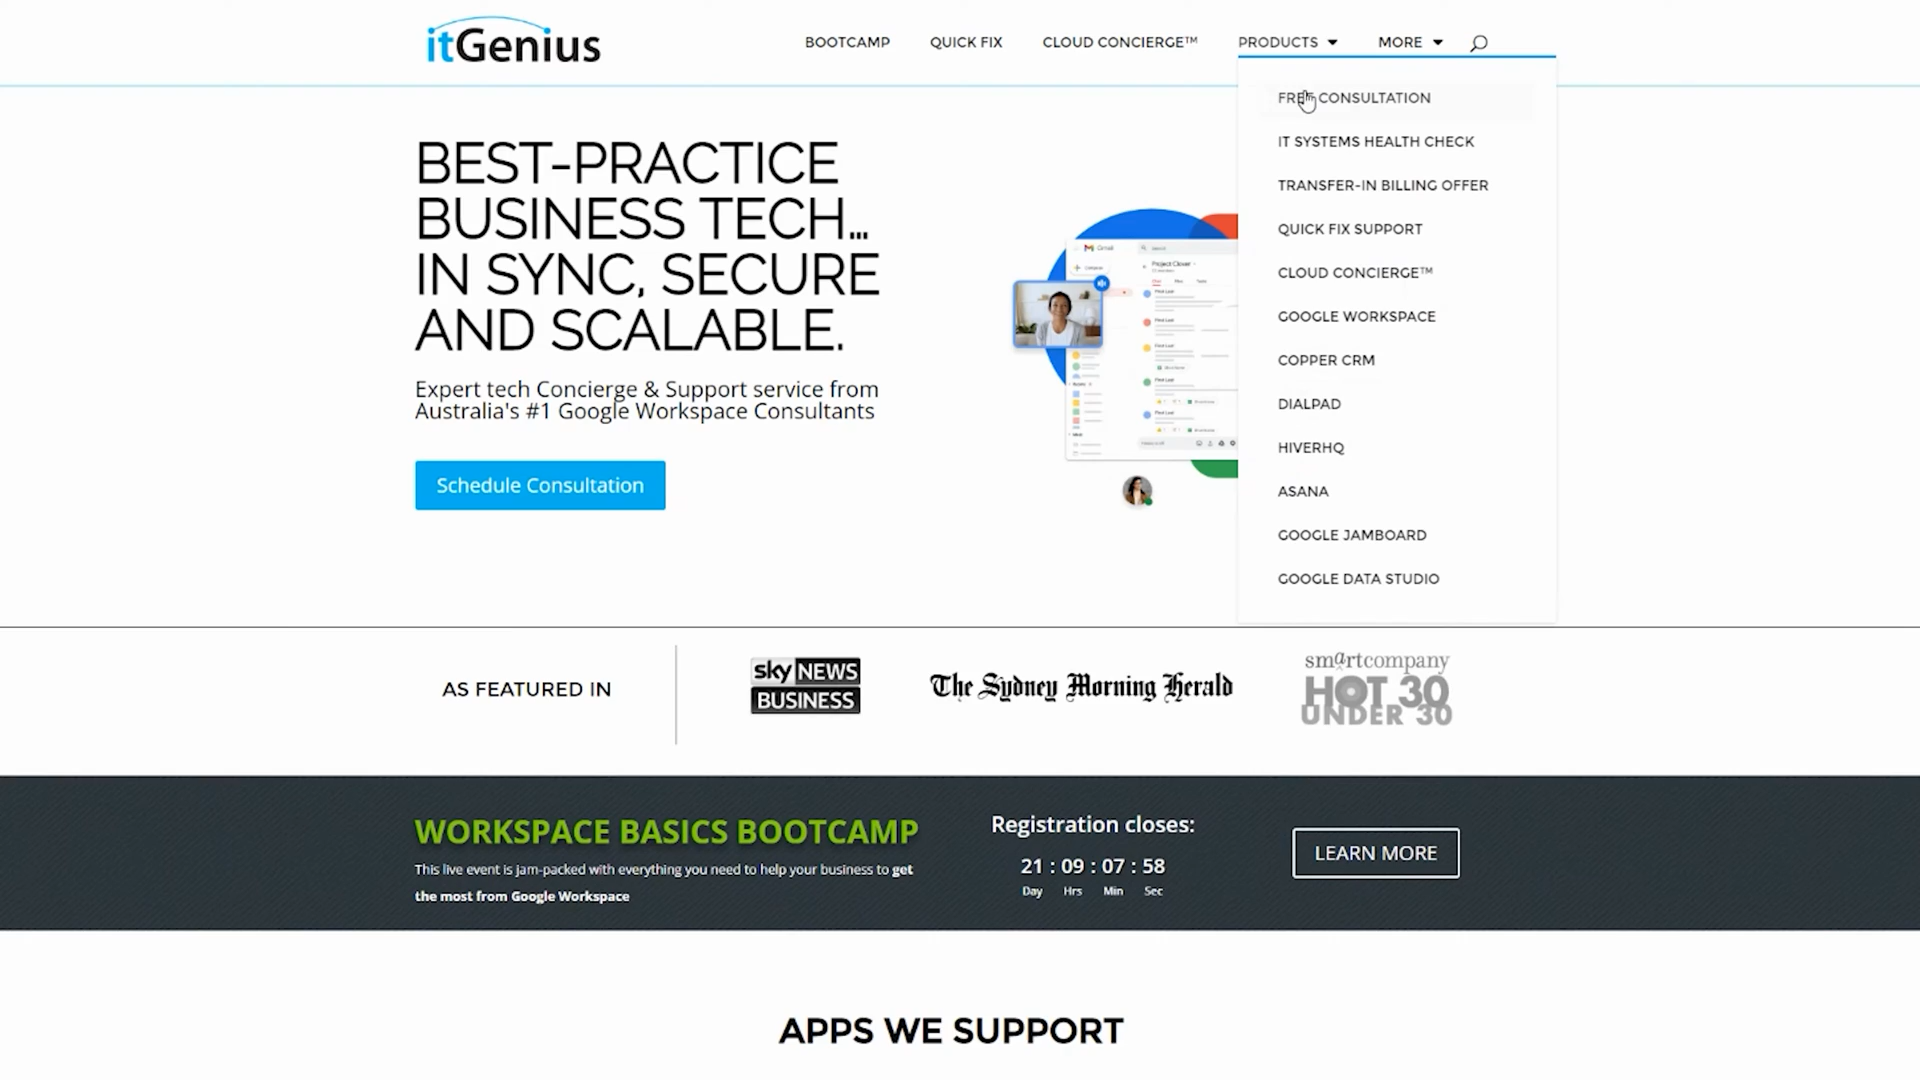 itGenius
BOOTCAMP
QUICK FIX
CLOUD CONCIERGE™
PRODUCTS
MORE
FREE CONSULTATION
IT SYSTEMS HEALTH CHECK
TRANSFER-IN BILLING OFFER
QUICK FIX SUPPORT
CLOUD CONCIERGE™
GOOGLE WORKSPACE
COPPER CRM
DIALPAD
HIVERHQ
ASANA
GOOGLE JAMBOARD
GOOGLE DATA STUDIO
BEST-PRACTICE
BUSINESS TECH...
IN SYNC, SECURE
AND SCALABLE.
Expert tech Concierge & Support service from
Australia's #1 Google Workspace Consultants
Schedule Consultation
Gmail
Project Clover
AS FEATURED IN
sky NEWS
BUSINESS
The Sydney Morning Herald
smartcompany
HOT 30
UNDER 30
WORKSPACE BASICS BOOTCAMP
This live event is jam-packed with everything you need to help your business to get
the most from Google Workspace
Registration closes:
21 : 09 : 07 : 58
Day Hrs Min Sec
LEARN MORE
APPS WE SUPPORT